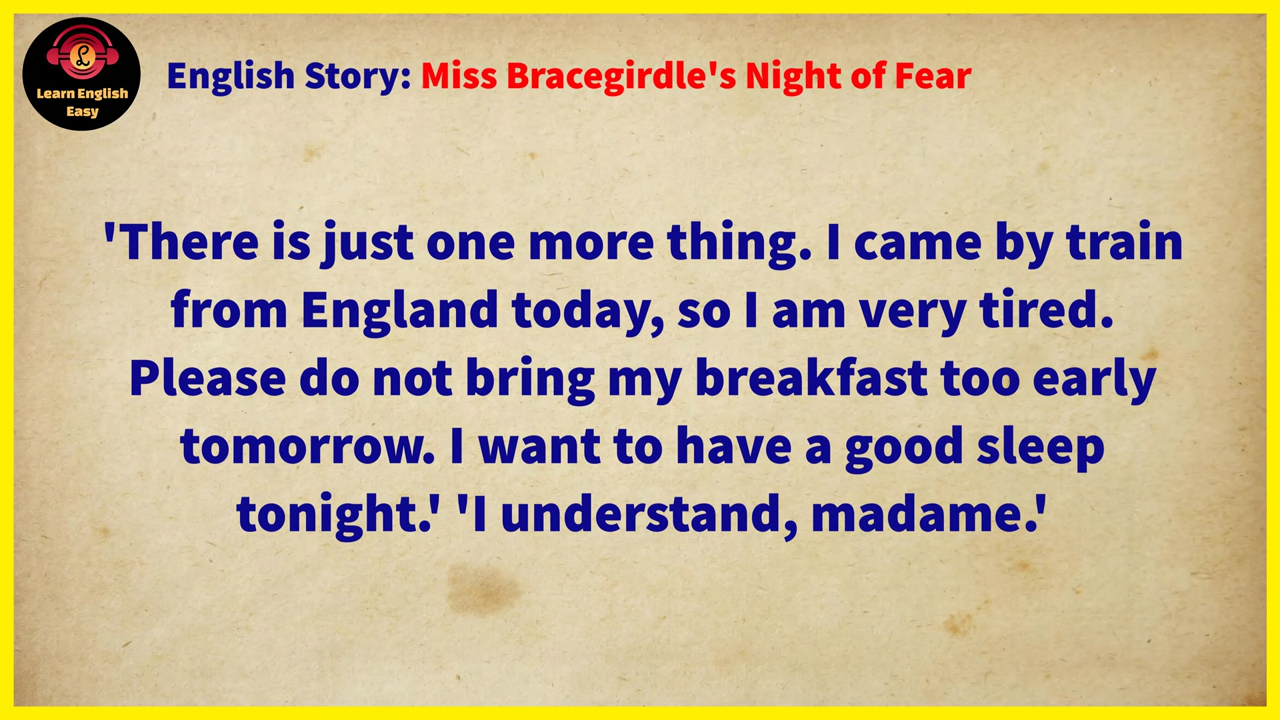 Learn English
Easy
English Story: Miss Bracegirdle's Night of Fear
'There is just one more thing. I came by train
from England today, so I am very tired.
Please do not bring my breakfast too early
tomorrow. I want to have a good sleep
tonight.' 'I understand, madame.'